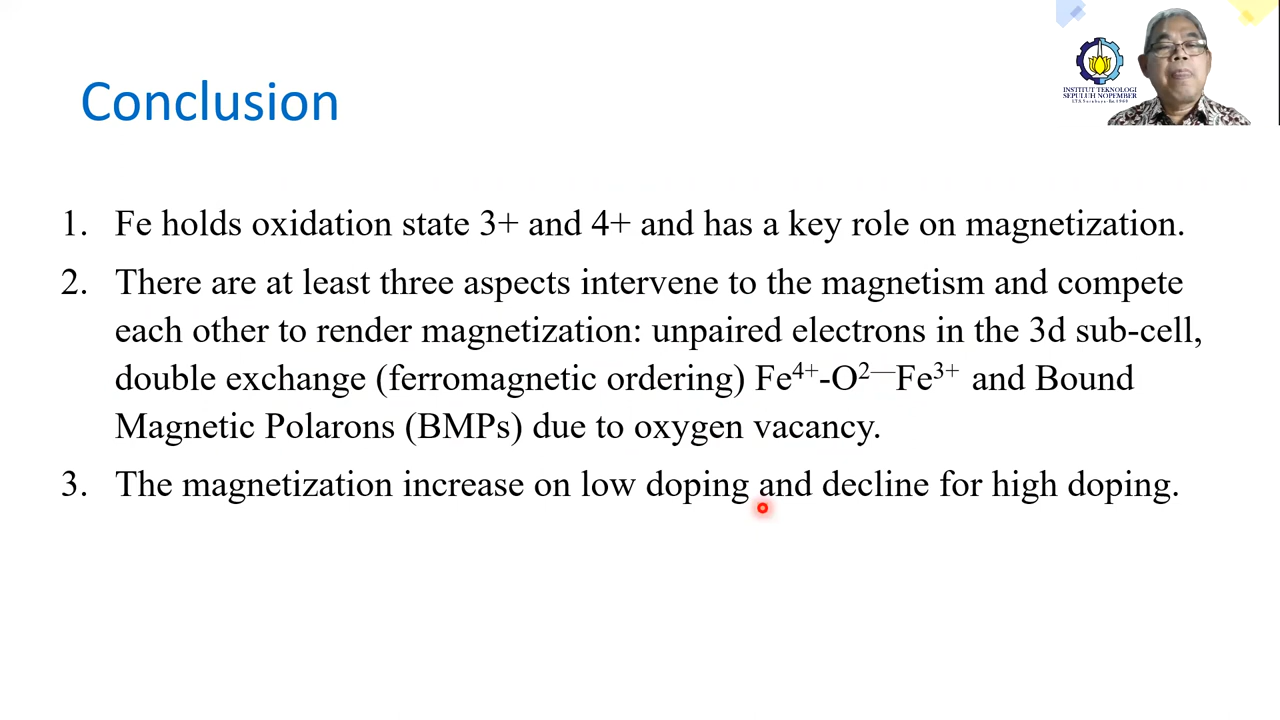 INSTITUT TEKNOLOGI
SEPULUH NOPEMBER
Conclusion
1. Fe holds oxidation state 3+ and 4+ and has a key role on magnetization.
2. There are at least three aspects intervene to the magnetism and compete
each other to render magnetization: unpaired electrons in the 3d sub-cell,
double exchange (ferromagnetic ordering) Fe⁴⁺-O²⁻–Fe³⁺ and Bound
Magnetic Polarons (BMPs) due to oxygen vacancy.
3. The magnetization increase on low doping and decline for high doping.